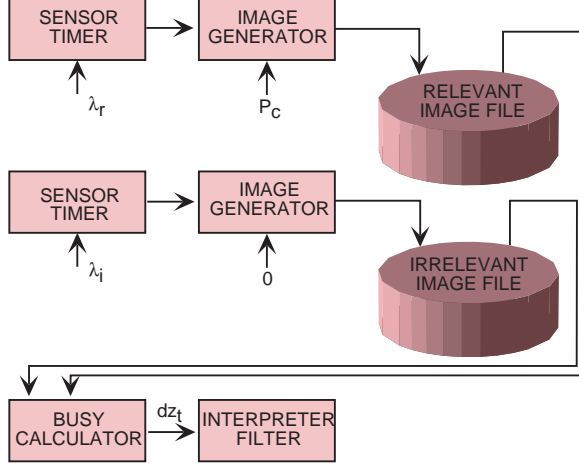 SENSOR
TIMER
IMAGE
GENERATOR
λr
Pc
RELEVANT
IMAGE FILE
SENSOR
TIMER
IMAGE
GENERATOR
λi
0
IRRELEVANT
IMAGE FILE
BUSY
CALCULATOR
dzt
INTERPRETER
FILTER